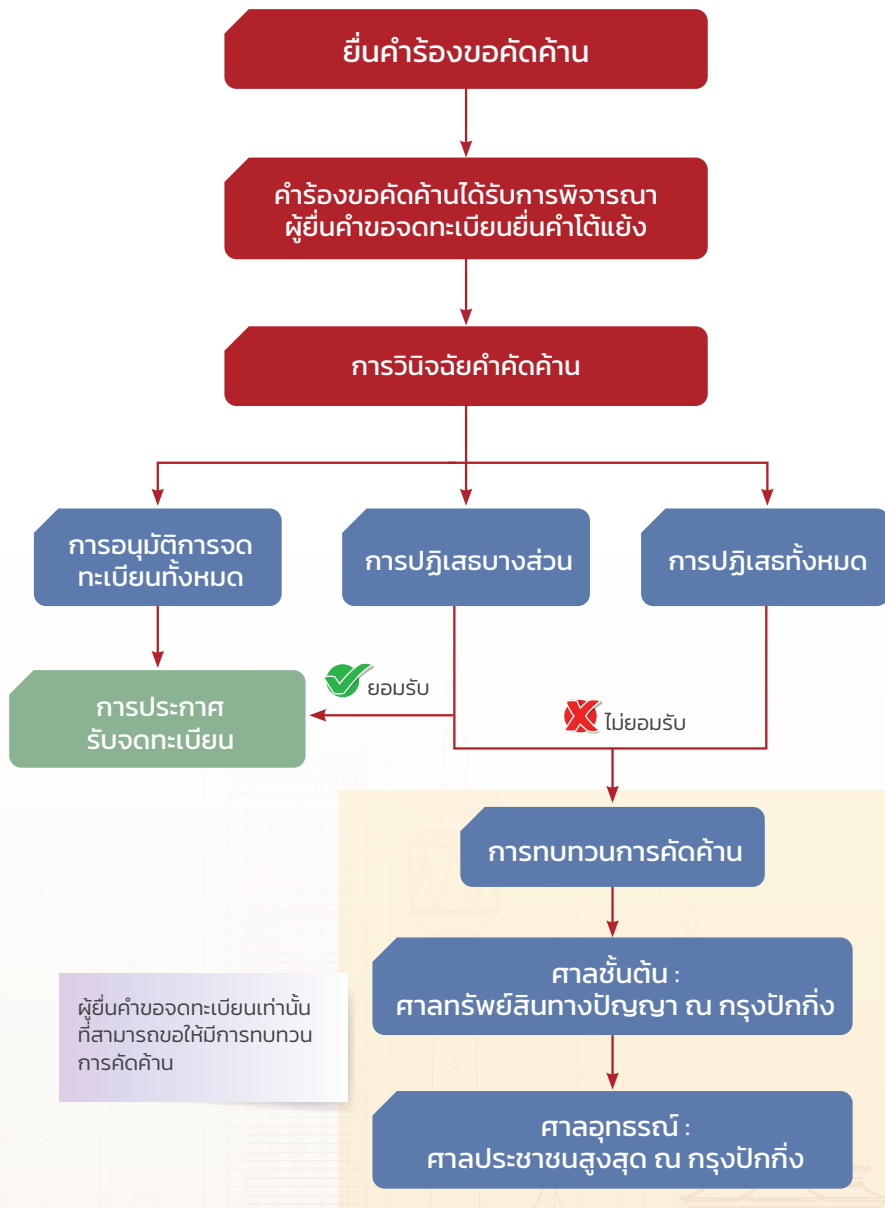 ยื่นคำร้องขอคัดค้าน
คำร้องขอคัดค้านได้รับการพิจารณา
ผู้ยื่นคำขอจดทะเบียนยื่นคำโต้แย้ง
การวินิจฉัยคำคัดค้าน
การอนุมัติการจด
ทะเบียนทั้งหมด
การปฏิเสธบางส่วน
การปฏิเสธทั้งหมด
ยอมรับ
การประกาศ
รับจดทะเบียน
ไม่ยอมรับ
การทบทวนการคัดค้าน
ศาลชั้นต้น :
ศาลทรัพย์สินทางปัญญา ณ กรุงปักกิ่ง
ผู้ยื่นคำขอจดทะเบียนเท่านั้น
ที่สามารถขอให้มีการทบทวน
การคัดค้าน
ศาลอุทธรณ์ :
ศาลประชาชนสูงสุด ณ กรุงปักกิ่ง